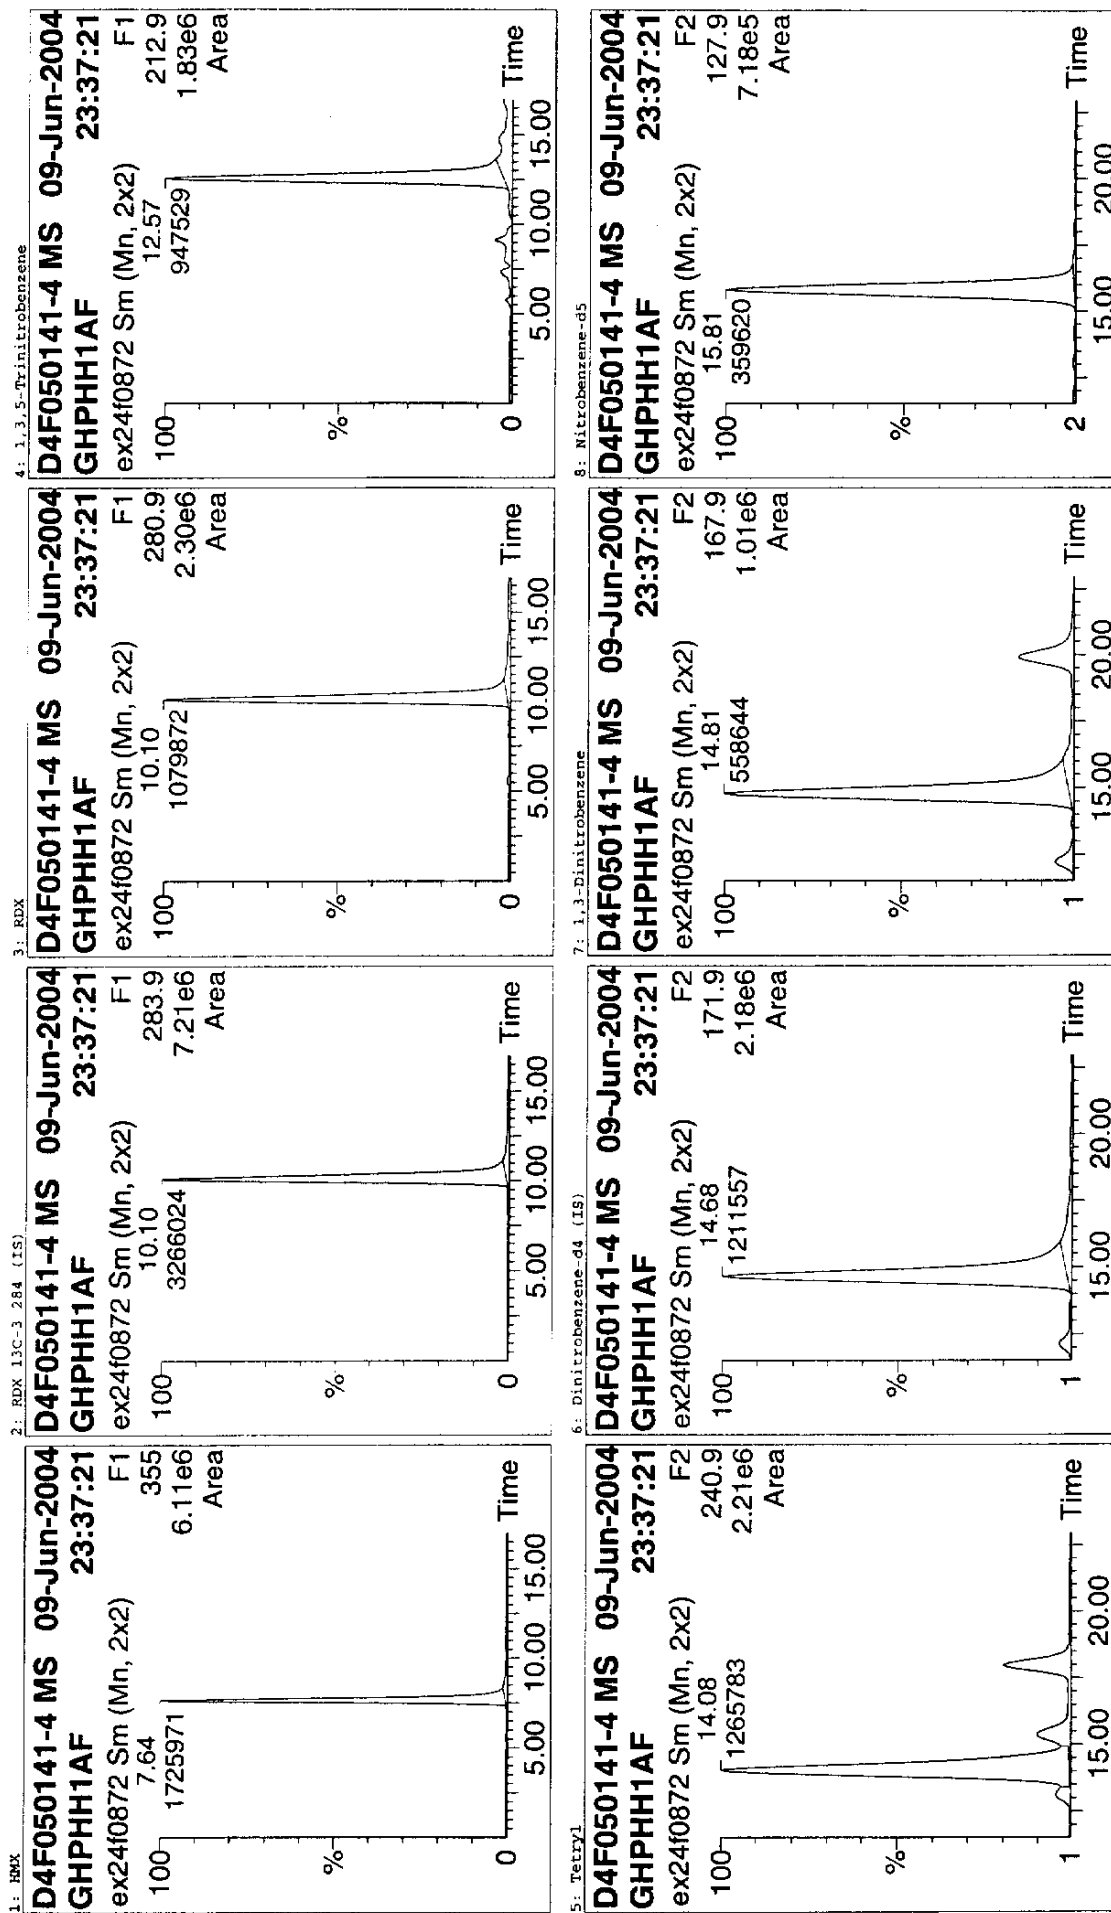 1: HMX
D4F050141-4 MS 09-Jun-2004
GHPHH1AF 23:37:21
ex24f0872 Sm (Mn, 2x2) F1
7.64 355
1725971 6.11e6
Area
100
%
0
5.00 10.00 15.00 Time
2: RDX 13C-3 284 (IS)
D4F050141-4 MS 09-Jun-2004
GHPHH1AF 23:37:21
ex24f0872 Sm (Mn, 2x2) F1
10.10 283.9
3266024 7.21e6
Area
100
%
0
5.00 10.00 15.00 Time
3: RDX
D4F050141-4 MS 09-Jun-2004
GHPHH1AF 23:37:21
ex24f0872 Sm (Mn, 2x2) F1
10.10 280.9
1079872 2.30e6
Area
100
%
0
5.00 10.00 15.00 Time
4: 1,3,5-Trinitrobenzene
D4F050141-4 MS 09-Jun-2004
GHPHH1AF 23:37:21
ex24f0872 Sm (Mn, 2x2) F1
12.57 212.9
947529 1.83e6
Area
100
%
0
5.00 10.00 15.00 Time
5: Tetryl
D4F050141-4 MS 09-Jun-2004
GHPHH1AF 23:37:21
ex24f0872 Sm (Mn, 2x2) F2
14.08 240.9
1265783 2.21e6
Area
100
%
1
15.00 20.00 Time
6: Dinitrobenzene-d4 (IS)
D4F050141-4 MS 09-Jun-2004
GHPHH1AF 23:37:21
ex24f0872 Sm (Mn, 2x2) F2
14.68 171.9
1211557 2.18e6
Area
100
%
1
15.00 20.00 Time
7: 1,3-Dinitrobenzene
D4F050141-4 MS 09-Jun-2004
GHPHH1AF 23:37:21
ex24f0872 Sm (Mn, 2x2) F2
14.81 167.9
558644 1.01e6
Area
100
%
1
15.00 20.00 Time
8: Nitrobenzene-d5
D4F050141-4 MS 09-Jun-2004
GHPHH1AF 23:37:21
ex24f0872 Sm (Mn, 2x2) F2
15.81 127.9
359620 7.18e5
Area
100
%
2
15.00 20.00 Time